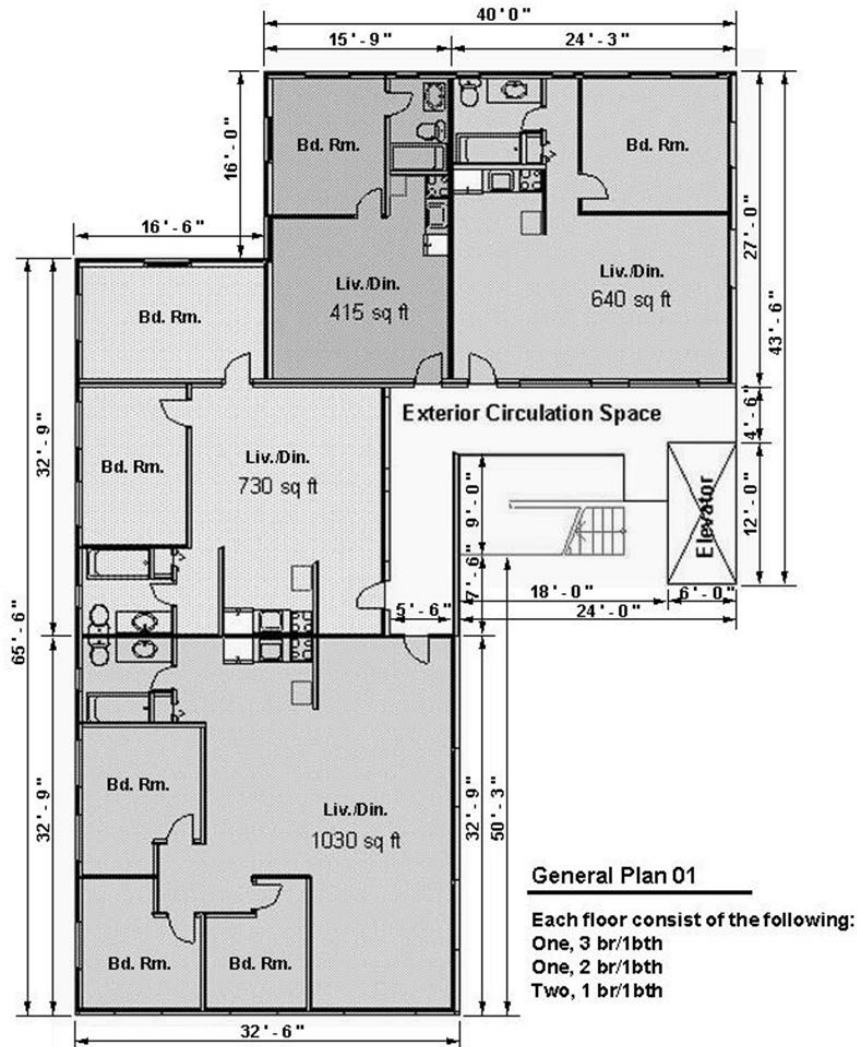 40' 0"
15' - 9"
24' - 3"
16' - 0"
Bd. Rm.
Bd. Rm.
16' - 6"
27' - 0"
43' - 6"
Liv./Din.
415 sq ft
Liv./Din.
640 sq ft
Bd. Rm.
Exterior Circulation Space
4' - 6"
32' - 9"
Bd. Rm.
Liv./Din.
730 sq ft
9' - 0"
Elevator
12' - 0"
7' - 6"
18' - 0"
6' - 0"
5' - 6"
24' - 0"
65' - 6"
Bd. Rm.
Liv./Din.
1030 sq ft
32' - 9"
32' - 9"
50' - 3"
Bd. Rm.
Bd. Rm.
32' - 6"
General Plan 01
Each floor consist of the following:
One, 3 br/1bth
One, 2 br/1bth
Two, 1 br/1bth